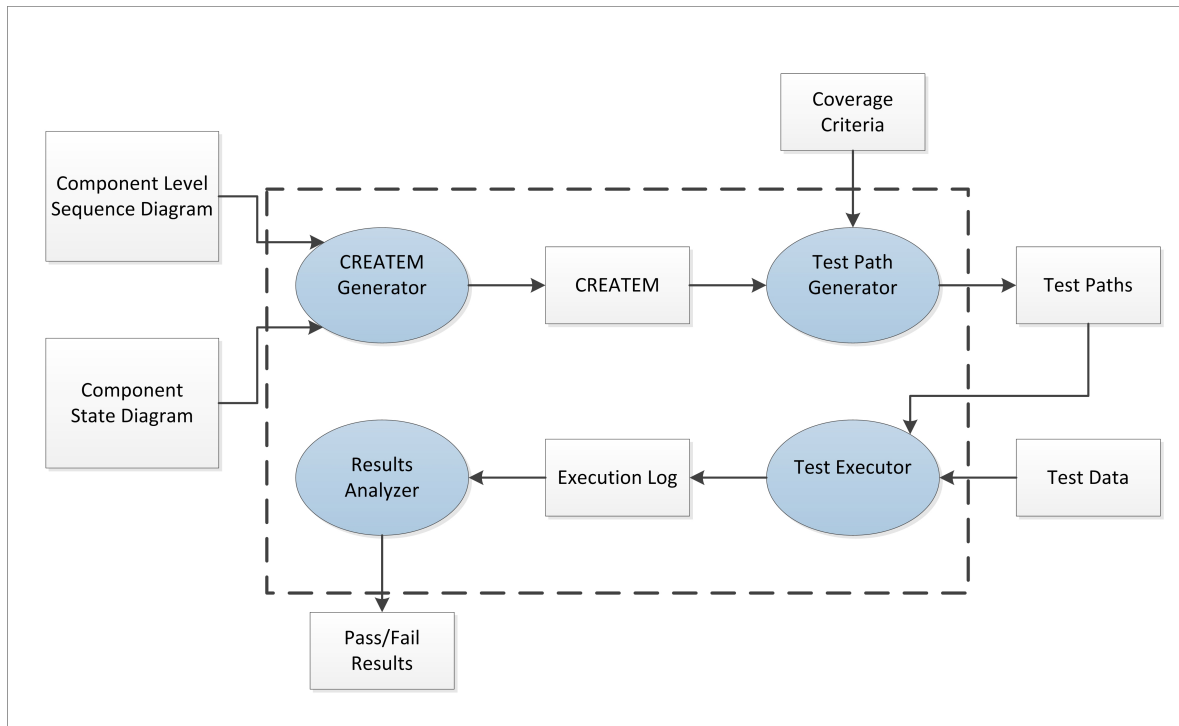 Coverage
Criteria
Component Level
Sequence Diagram
CREATEM
Generator
CREATEM
Test Path
Generator
Test Paths
Component
State Diagram
Results
Analyzer
Execution Log
Test Executor
Test Data
Pass/Fail
Results